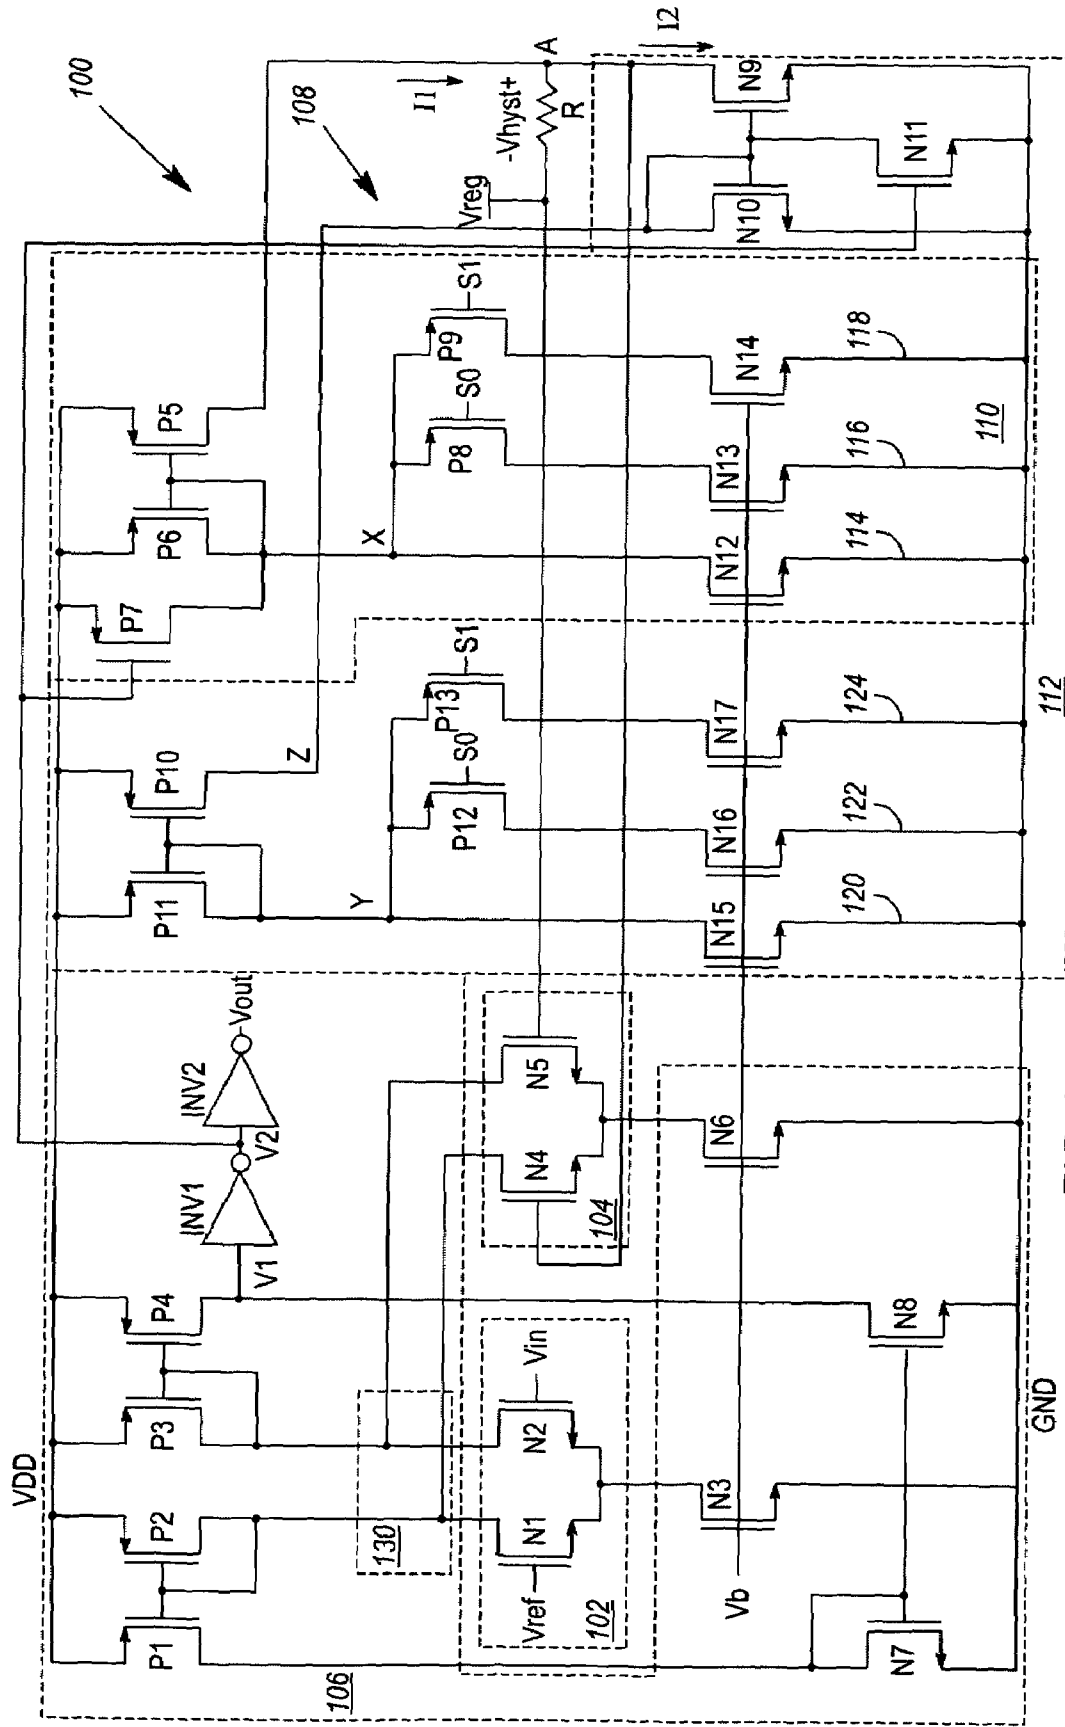 100
108
I1
I2
A
-Vhyst+
R
Vreg
N9
N10
N11
VDD
P1
P2
P3
P4
INV1
INV2
V1
V2
Vout
P11
P10
P7
P6
P5
Z
Y
X
P12
S0
P13
S1
P8
S0
P9
S1
130
Vref
N1
N2
Vin
102
N4
N5
104
Vb
N3
N6
N15
N16
N17
N12
N13
N14
120
122
124
114
116
118
110
112
106
N7
N8
GND